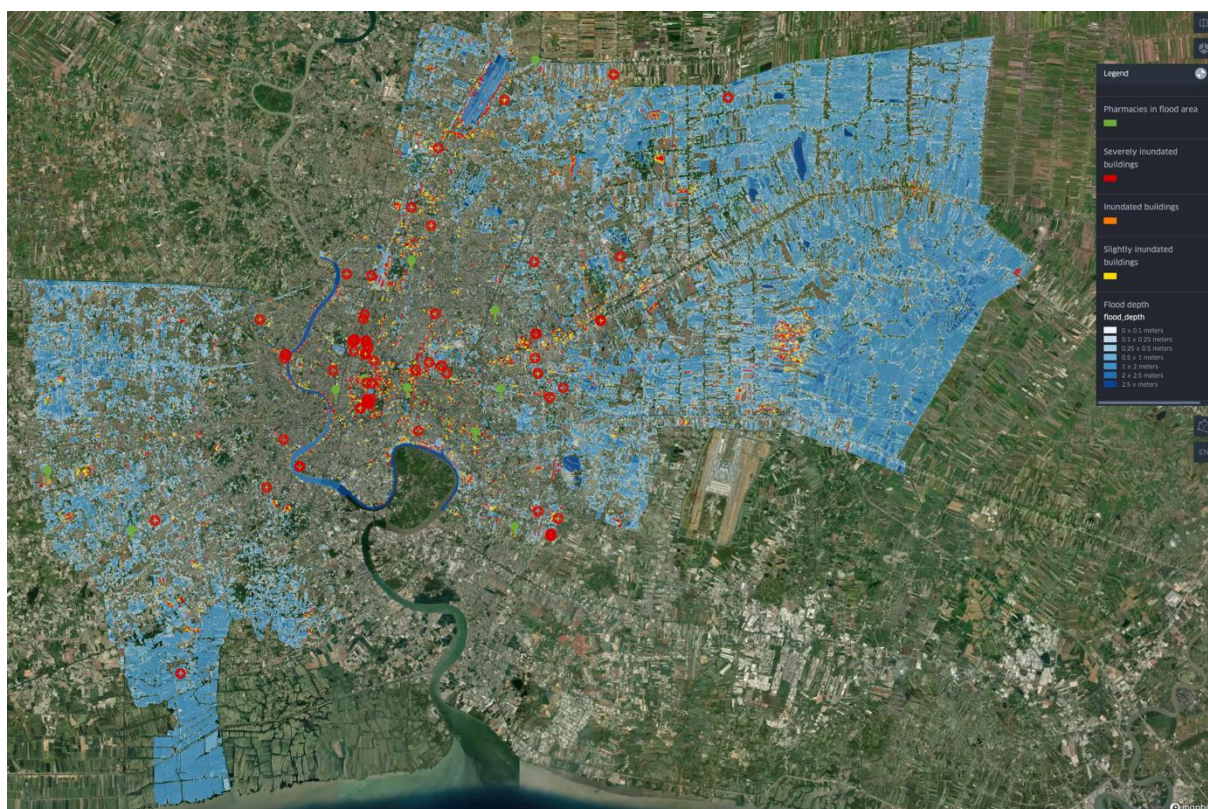 Legend
Pharmacies in flood area
Severely inundated
buildings
Inundated buildings
Slightly inundated
buildings
Flood depth
flood_depth
0 ≥ 0.1 meters
0.1 ≥ 0.25 meters
0.25 ≥ 0.5 meters
0.5 ≥ 1 meters
1 ≥ 2 meters
2 ≥ 2.5 meters
2.5 ≥ meters
EN